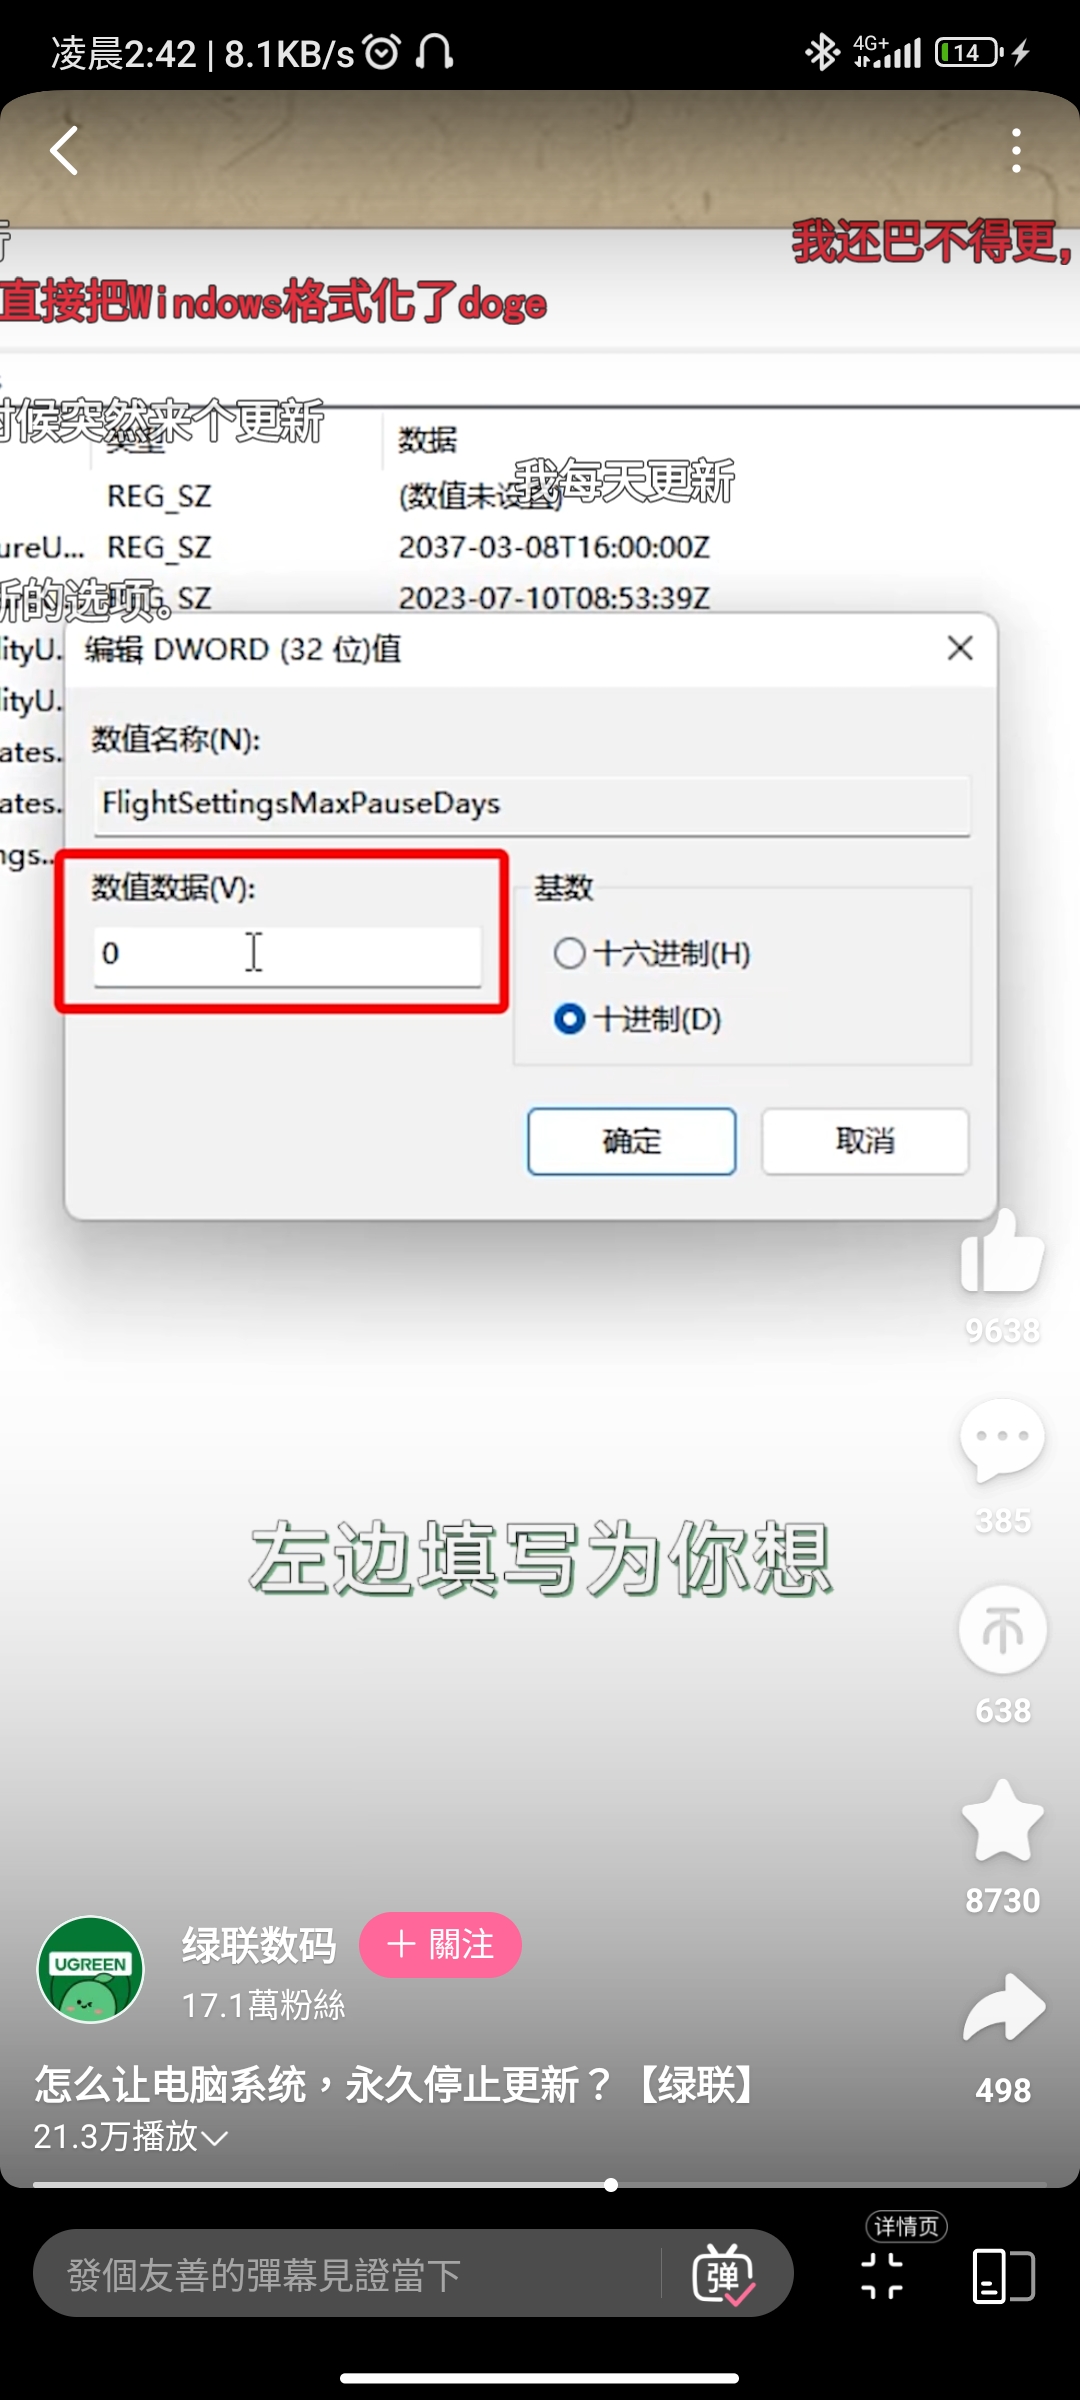 凌晨2:42 | 8.1KB/s
4G+
14
行
我还巴不得更，
直接把Windows格式化了doge
时候突然来个更新
类型
数据
我每天更新
REG_SZ
(数值未设置)
ureU...
REG_SZ
2037-03-08T16:00:00Z
新的选项。
REG_SZ
2023-07-10T08:53:39Z
编辑 DWORD (32 位)值
lityU.
数值名称(N):
lityU.
ates.
FlightSettingsMaxPauseDays
ates.
ngs...
数值数据(V):
基数
0
十六进制(H)
十进制(D)
确定
取消
9638
385
左边填写为你想
638
8730
UGREEN
绿联数码
關注
17.1萬粉絲
怎么让电脑系统，永久停止更新？【绿联】
498
21.3万播放
详情页
發個友善的彈幕見證當下
弹